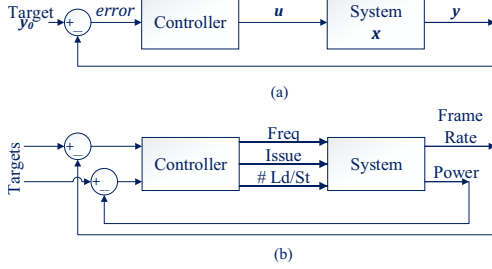 Target
y₀
+
−
error
Controller
u
System
x
y
(a)
Targets
+
−
+
−
Controller
Freq
Issue
# Ld/St
System
Frame
Rate
Power
(b)